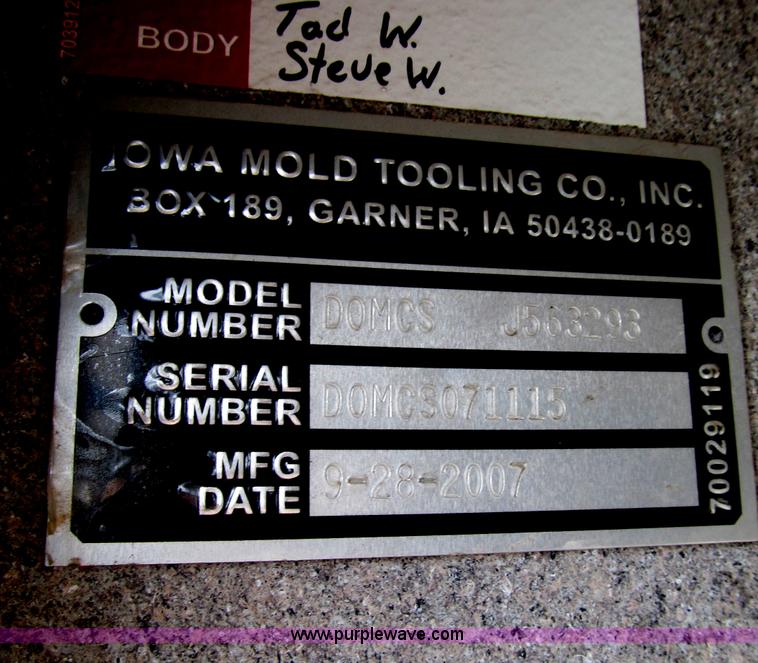 703912
BODY
Tad W.
Steve W.
IOWA MOLD TOOLING CO., INC.
BOX 189, GARNER, IA 50438-0189
MODEL NUMBER DOMCS J563293
SERIAL NUMBER DOMCS071115
MFG DATE 9-28-2007
70029119
www.purplewave.com